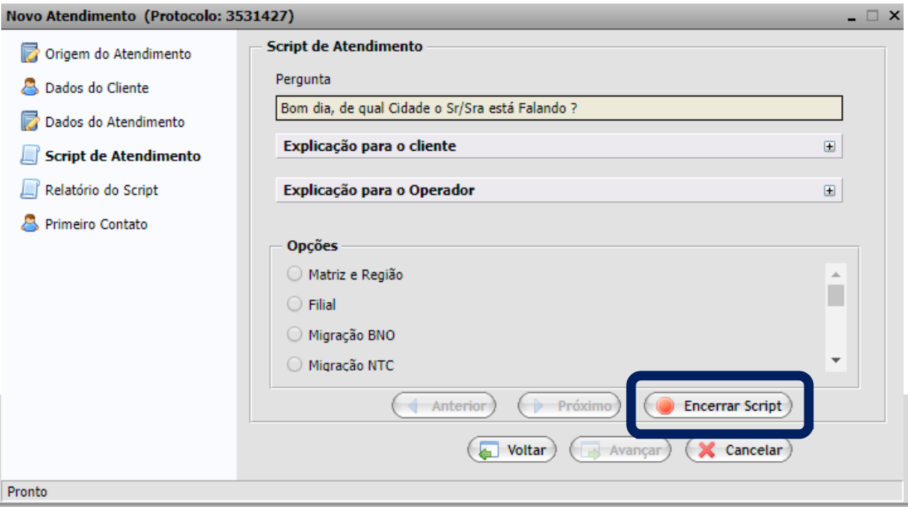 Novo Atendimento (Protocolo: 3531427)
Origem do Atendimento
Dados do Cliente
Dados do Atendimento
Script de Atendimento
Relatório do Script
Primeiro Contato
Script de Atendimento
Pergunta
Bom dia, de qual Cidade o Sr/Sra está Falando ?
Explicação para o cliente
Explicação para o Operador
Opções
Matriz e Região
Filial
Migração BNO
Migração NTC
Anterior Próximo Encerrar Script
Voltar Avançar Cancelar
Pronto